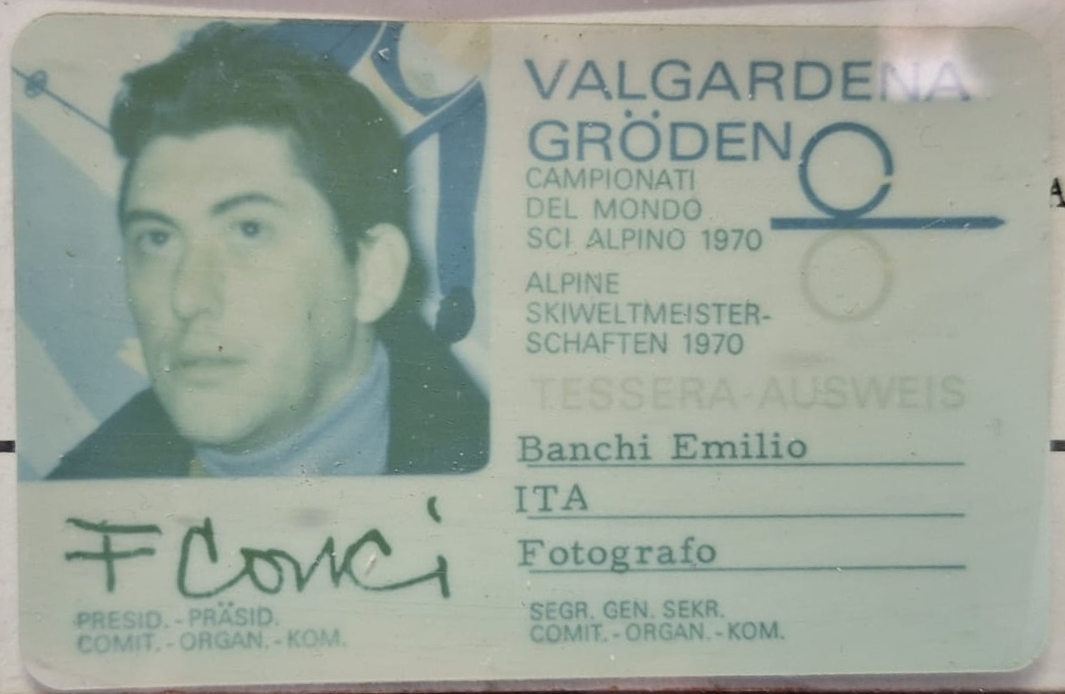 VALGARDENA
GRÖDEN
CAMPIONATI
DEL MONDO
SCI ALPINO 1970
ALPINE
SKIWELTMEISTER-
SCHAFTEN 1970
TESSERA-AUSWEIS
Banchi Emilio
ITA
Fotografo
F Conci
PRESID. - PRÄSID.
COMIT. - ORGAN. - KOM.
SEGR. GEN. SEKR.
COMIT. - ORGAN. - KOM.
A